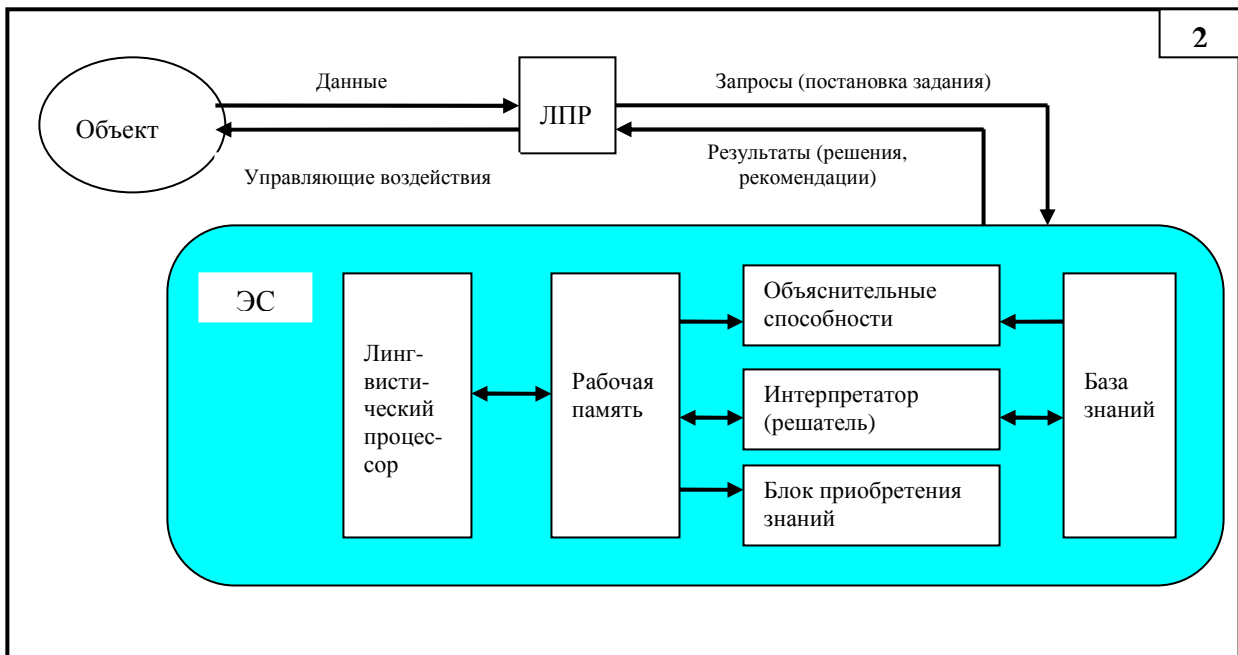 2
Данные
Запросы (постановка задания)
Объект
ЛПР
Управляющие воздействия
Результаты (решения,
рекомендации)
ЭС
Линг-
висти-
ческий
процес-
сор
Рабочая
память
Объяснительные
способности
Интерпретатор
(решатель)
Блок приобретения
знаний
База
знаний